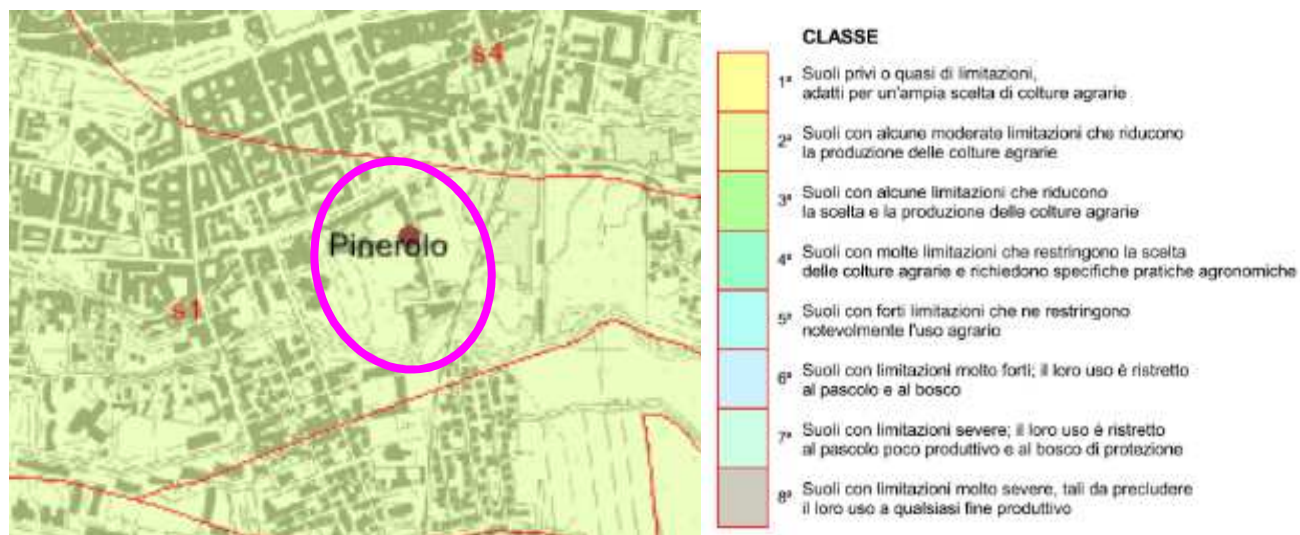 s4
Pinerolo
s1
CLASSE
1ª Suoli privi o quasi di limitazioni,
adatti per un'ampia scelta di colture agrarie
2ª Suoli con alcune moderate limitazioni che riducono
la produzione delle colture agrarie
3ª Suoli con alcune limitazioni che riducono
la scelta e la produzione delle colture agrarie
4ª Suoli con molte limitazioni che restringono la scelta
delle colture agrarie e richiedono specifiche pratiche agronomiche
5ª Suoli con forti limitazioni che ne restringono
notevolmente l'uso agrario
6ª Suoli con limitazioni molto forti; il loro uso è ristretto
al pascolo e al bosco
7ª Suoli con limitazioni severe; il loro uso è ristretto
al pascolo poco produttivo e al bosco di protezione
8ª Suoli con limitazioni molto severe, tali da precludere
il loro uso a qualsiasi fine produttivo